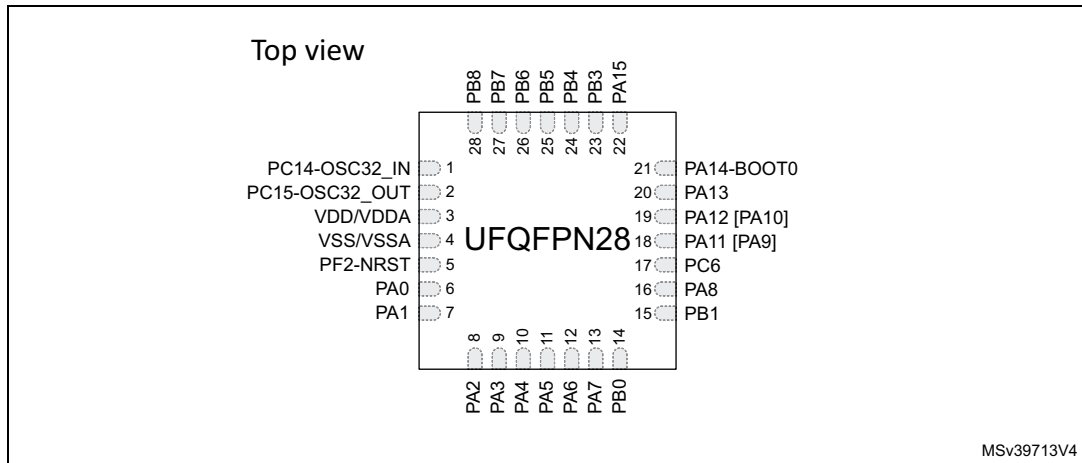 Top view
PB8
PB7
PB6
PB5
PB4
PB3
PA15
28
27
26
25
24
23
22
PC14-OSC32_IN 1
PC15-OSC32_OUT 2
VDD/VDDA 3
VSS/VSSA 4
PF2-NRST 5
PA0 6
PA1 7
UFQFPN28
21 PA14-BOOT0
20 PA13
19 PA12 [PA10]
18 PA11 [PA9]
17 PC6
16 PA8
15 PB1
8
9
10
11
12
13
14
PA2
PA3
PA4
PA5
PA6
PA7
PB0
MSv39713V4